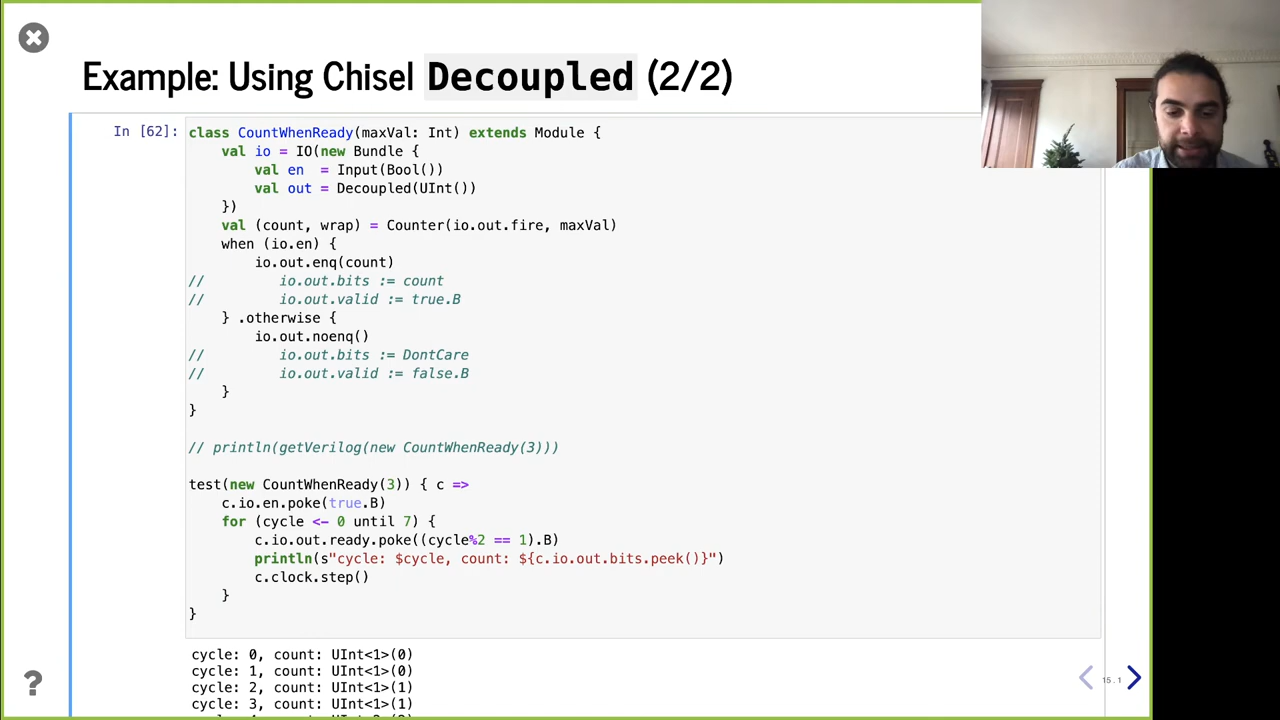 Example: Using Chisel Decoupled (2/2)
In [62]:
class CountWhenReady(maxVal: Int) extends Module {
    val io = IO(new Bundle {
        val en  = Input(Bool())
        val out = Decoupled(UInt())
    })
    val (count, wrap) = Counter(io.out.fire, maxVal)
    when (io.en) {
        io.out.enq(count)
//         io.out.bits := count
//         io.out.valid := true.B
    } .otherwise {
        io.out.noenq()
//         io.out.bits := DontCare
//         io.out.valid := false.B
    }
}
// println(getVerilog(new CountWhenReady(3)))
test(new CountWhenReady(3)) { c =>
    c.io.en.poke(true.B)
    for (cycle <- 0 until 7) {
        c.io.out.ready.poke((cycle%2 == 1).B)
        println(s"cycle: $cycle, count: ${c.io.out.bits.peek()}")
        c.clock.step()
    }
}
cycle: 0, count: UInt<1>(0)
cycle: 1, count: UInt<1>(0)
cycle: 2, count: UInt<1>(1)
cycle: 3, count: UInt<1>(1)
?
15.1